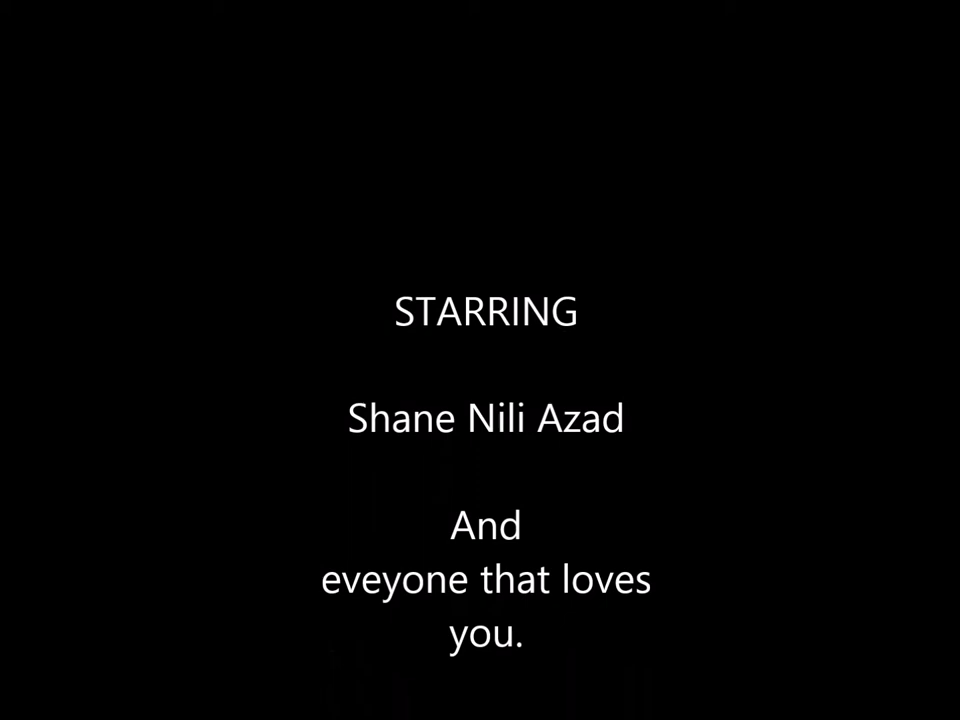 STARRING
Shane Nili Azad
And
eveyone that loves
you.